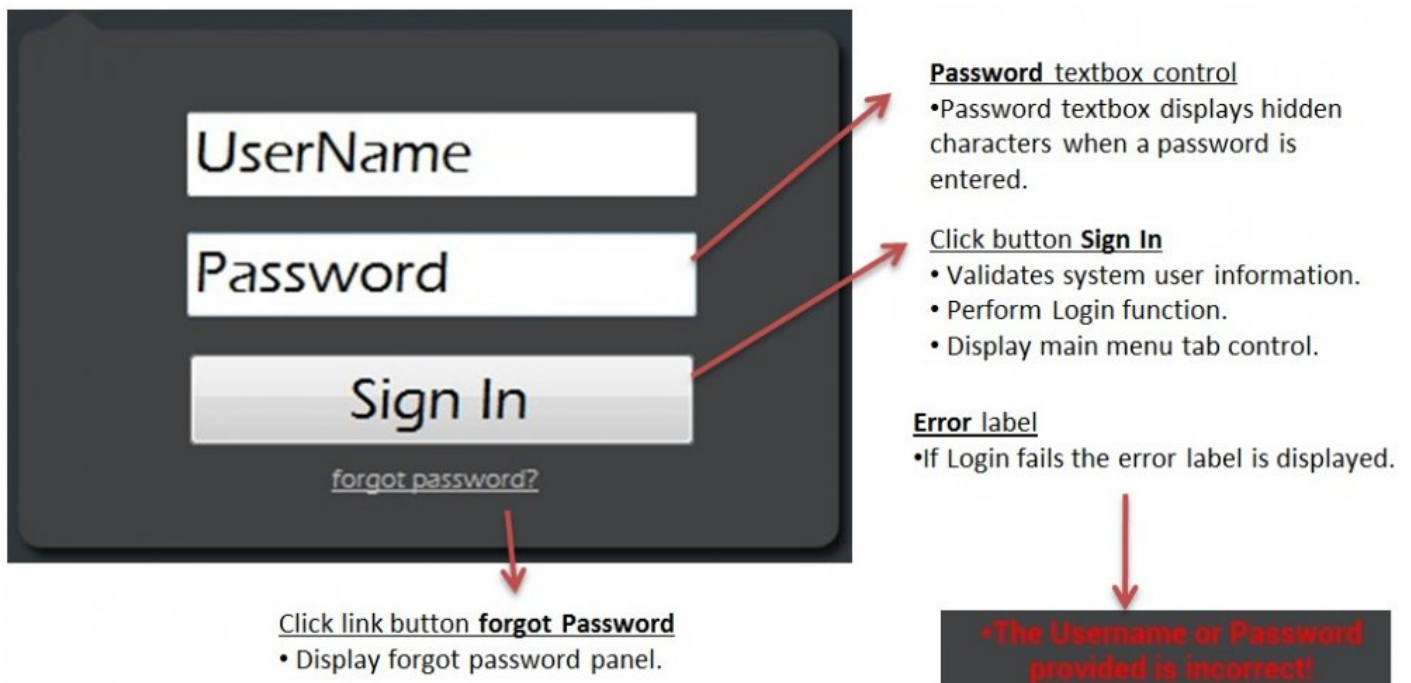 UserName
Password
Sign In
forgot password?
Password textbox control
•Password textbox displays hidden
characters when a password is
entered.
Click button Sign In
• Validates system user information.
• Perform Login function.
• Display main menu tab control.
Error label
•If Login fails the error label is displayed.
Click link button forgot Password
• Display forgot password panel.
•The Username or Password
provided is incorrect!